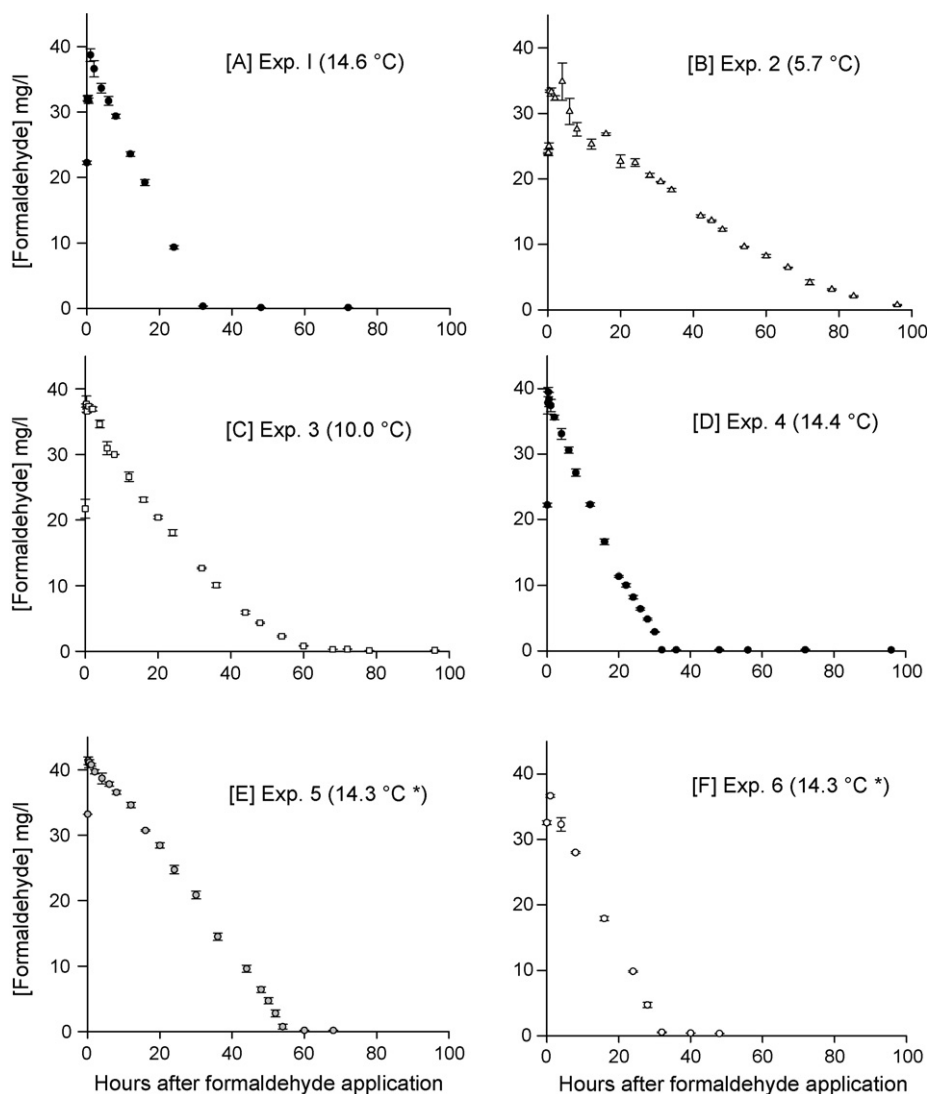 [A] Exp. I (14.6 °C)
[Formaldehyde] mg/l
40
30
20
10
0
0 20 40 60 80 100
[B] Exp. 2 (5.7 °C)
40
30
20
10
0
0 20 40 60 80 100
[C] Exp. 3 (10.0 °C)
[Formaldehyde] mg/l
40
30
20
10
0
0 20 40 60 80 100
[D] Exp. 4 (14.4 °C)
40
30
20
10
0
0 20 40 60 80 100
[E] Exp. 5 (14.3 °C *)
[Formaldehyde] mg/l
40
30
20
10
0
0 20 40 60 80 100
Hours after formaldehyde application
[F] Exp. 6 (14.3 °C *)
40
30
20
10
0
0 20 40 60 80 100
Hours after formaldehyde application